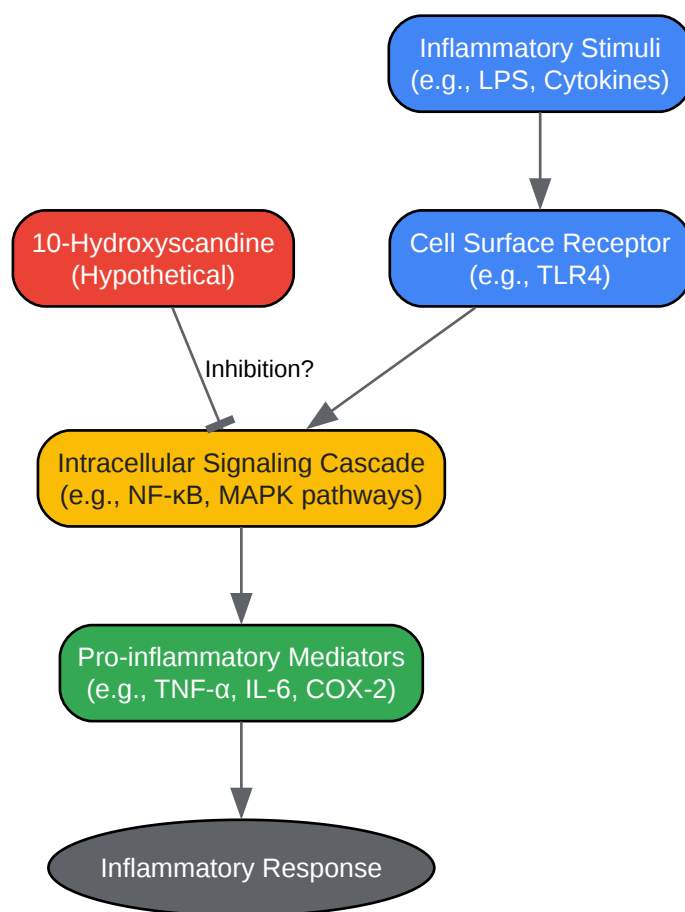 Inflammatory Stimuli
(e.g., LPS, Cytokines)
10-Hydroxyscandine
(Hypothetical)
Cell Surface Receptor
(e.g., TLR4)
Inhibition?
Intracellular Signaling Cascade
(e.g., NF-κB, MAPK pathways)
Pro-inflammatory Mediators
(e.g., TNF-α, IL-6, COX-2)
Inflammatory Response